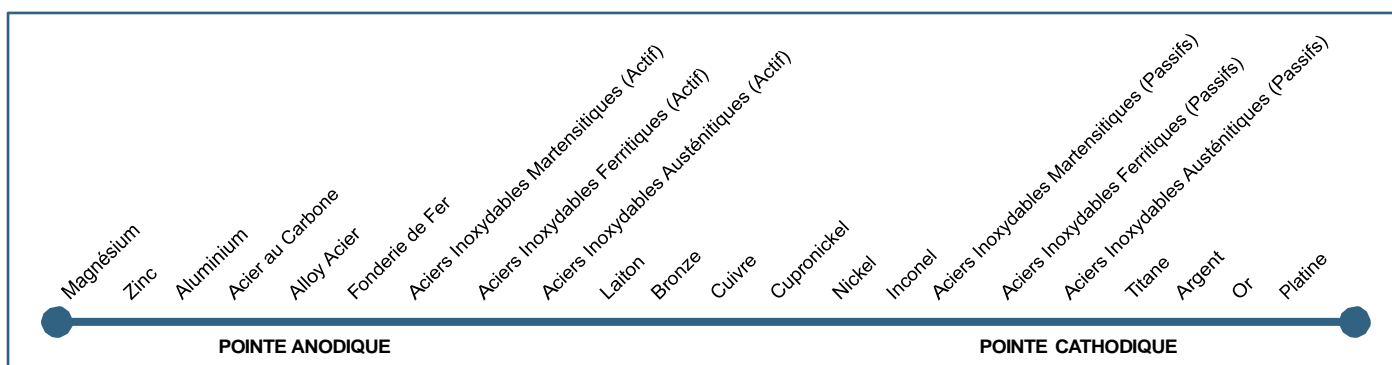 Magnésium
Zinc
Aluminium
Acier au Carbone
Alloy Acier
Fonderie de Fer
Aciers Inoxydables Martensitiques (Actif)
Aciers Inoxydables Ferritiques (Actif)
Aciers Inoxydables Austénitiques (Actif)
Laiton
Bronze
Cuivre
Cupronickel
Nickel
Inconel
Aciers Inoxydables Martensitiques (Passifs)
Aciers Inoxydables Ferritiques (Passifs)
Aciers Inoxydables Austénitiques (Passifs)
Titane
Argent
Or
Platine
POINTE ANODIQUE
POINTE CATHODIQUE